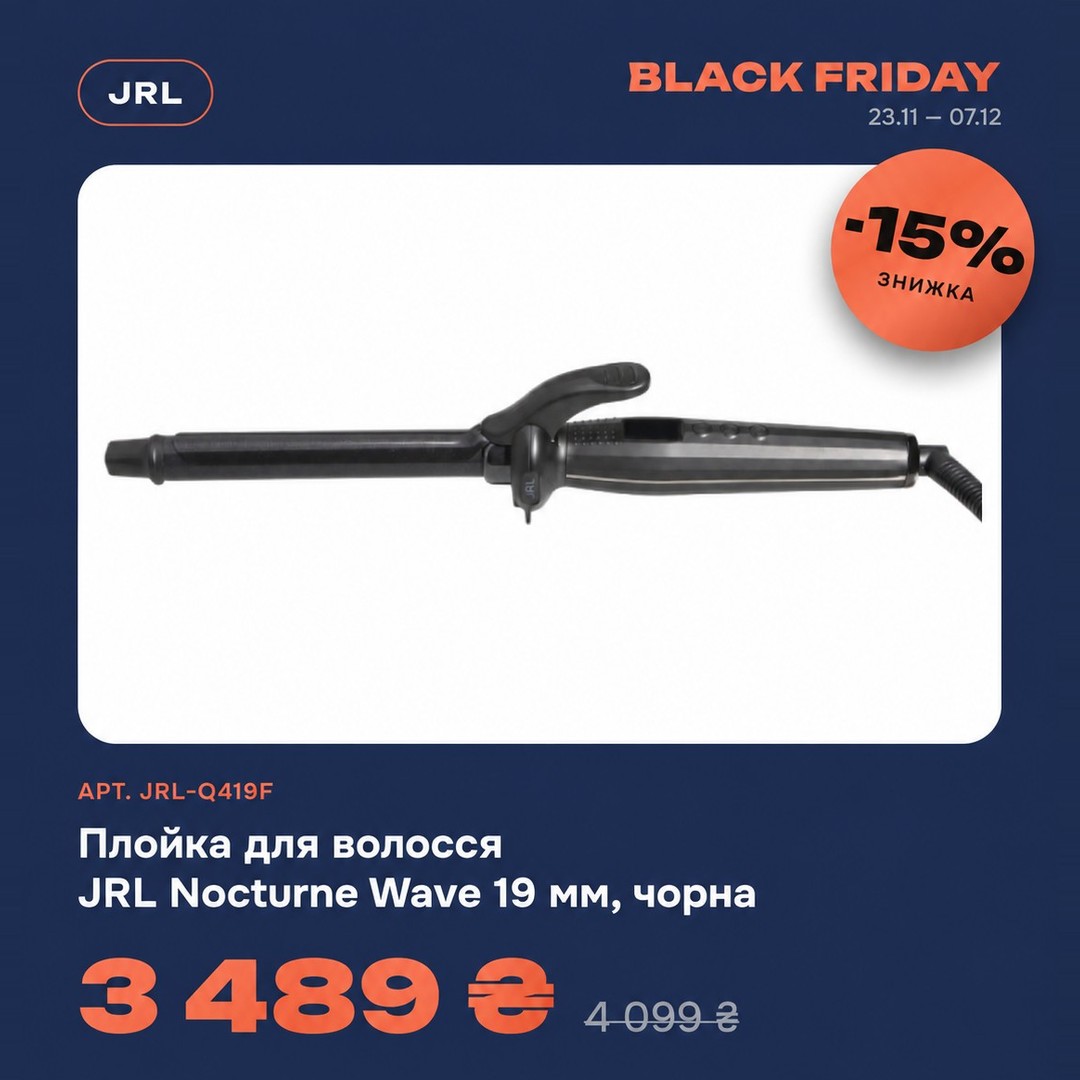 JRL
BLACK FRIDAY
23.11 — 07.12
-15%
ЗНИЖКА
JRL
АРТ. JRL-Q419F
Плойка для волосся
JRL Nocturne Wave 19 мм, чорна
3 489 ₴
4 099 ₴